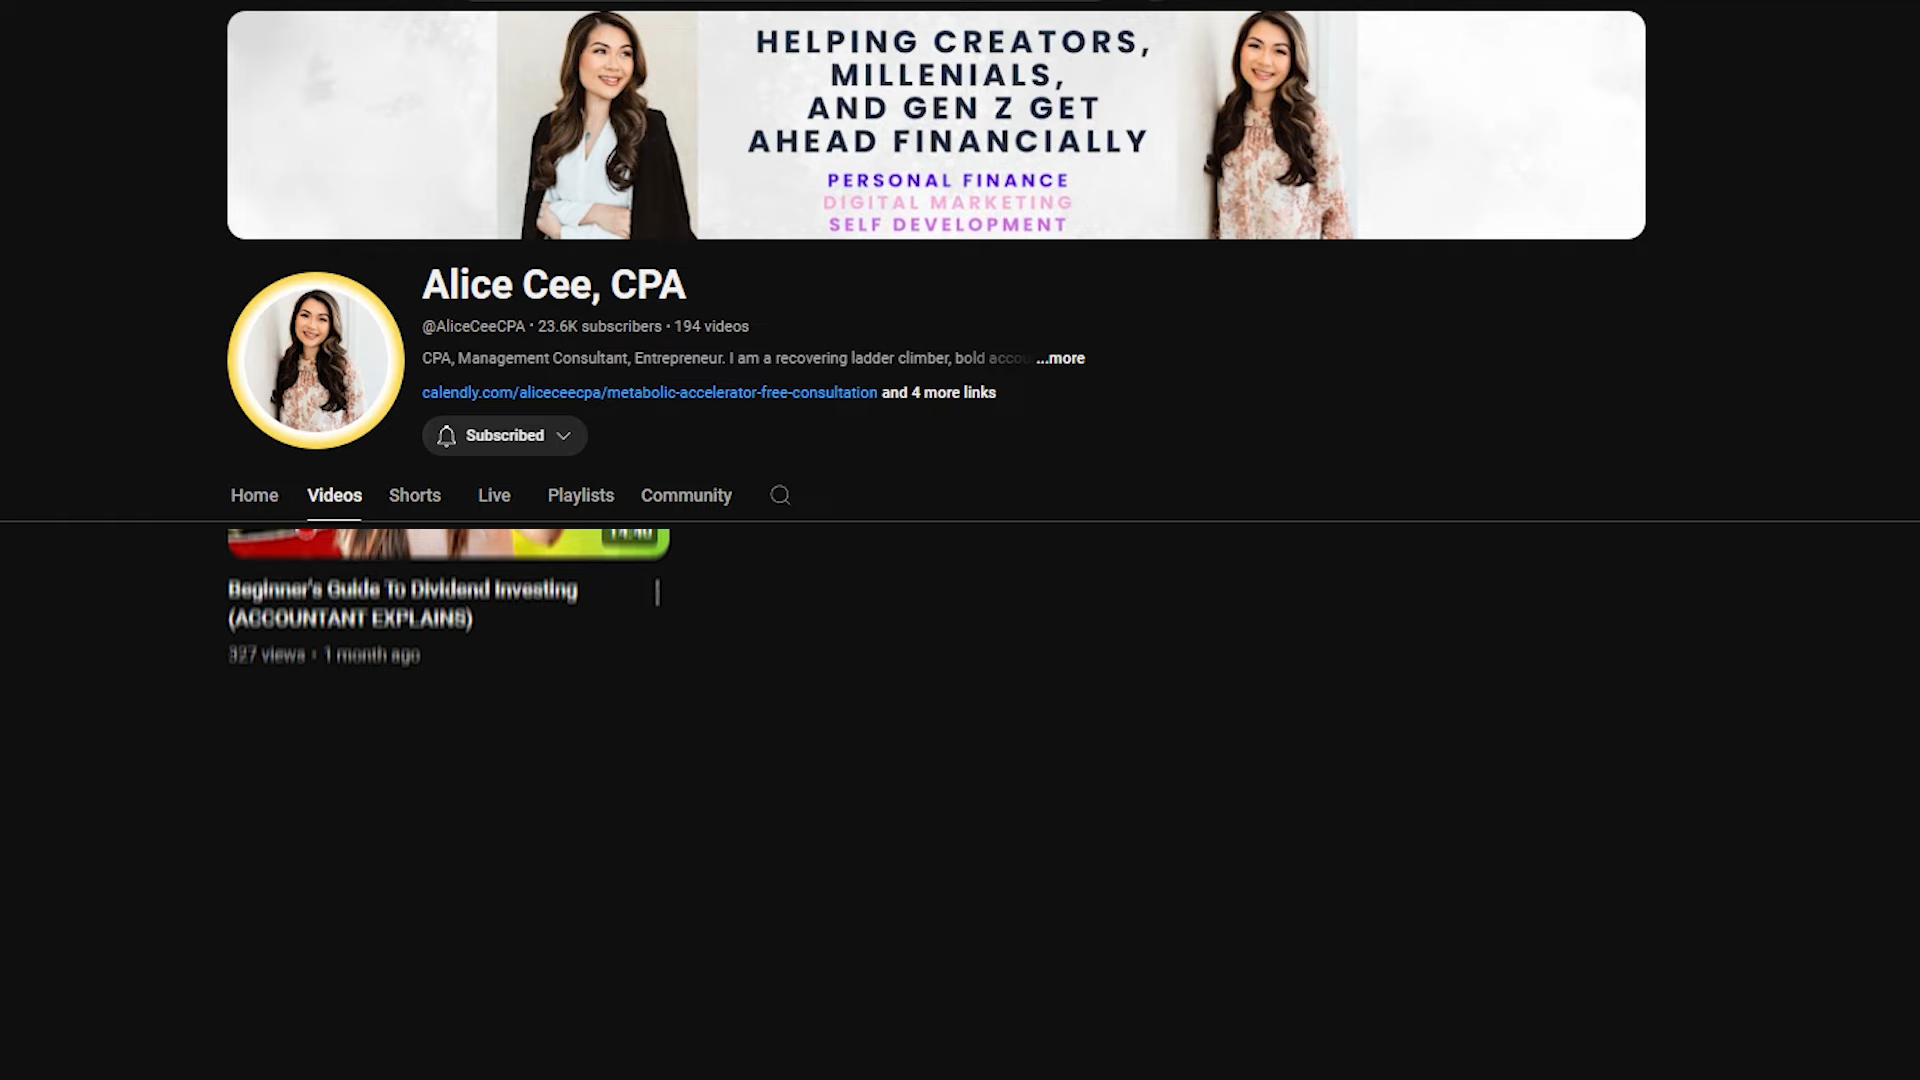 HELPING CREATORS,
MILLENIALS,
AND GEN Z GET
AHEAD FINANCIALLY
PERSONAL FINANCE
DIGITAL MARKETING
SELF DEVELOPMENT
Alice Cee, CPA
@AliceCeeCPA • 23.6K subscribers • 194 videos
CPA, Management Consultant, Entrepreneur. I am a recovering ladder climber, bold ...more
calendly.com/aliceceecpa/metabolic-accelerator-free-consultation and 4 more links
Subscribed
Home Videos Shorts Live Playlists Community
Beginner's Guide To Dividend Investing
(ACCOUNTANT EXPLAINS)
327 views • 1 month ago